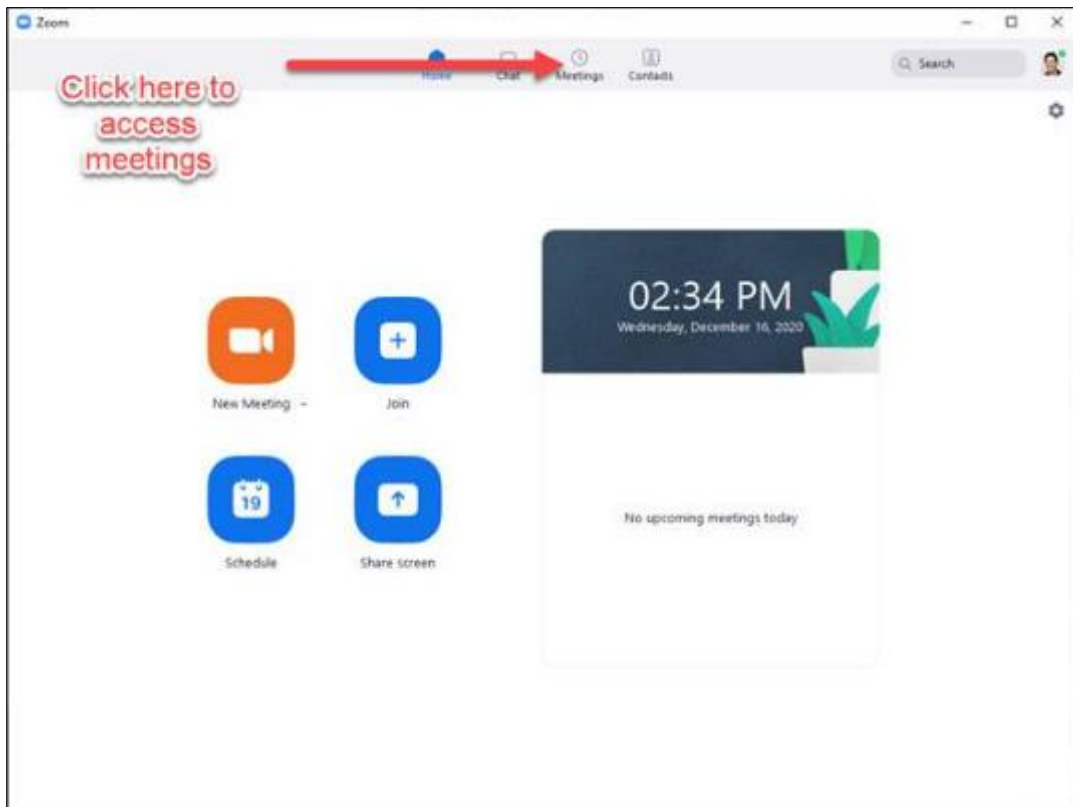 Zoom
Home
Chat
Meetings
Contacts
Search
Click here to
access
meetings
02:34 PM
Wednesday, December 16, 2020
New Meeting
Join
19
Schedule
Share screen
No upcoming meetings today